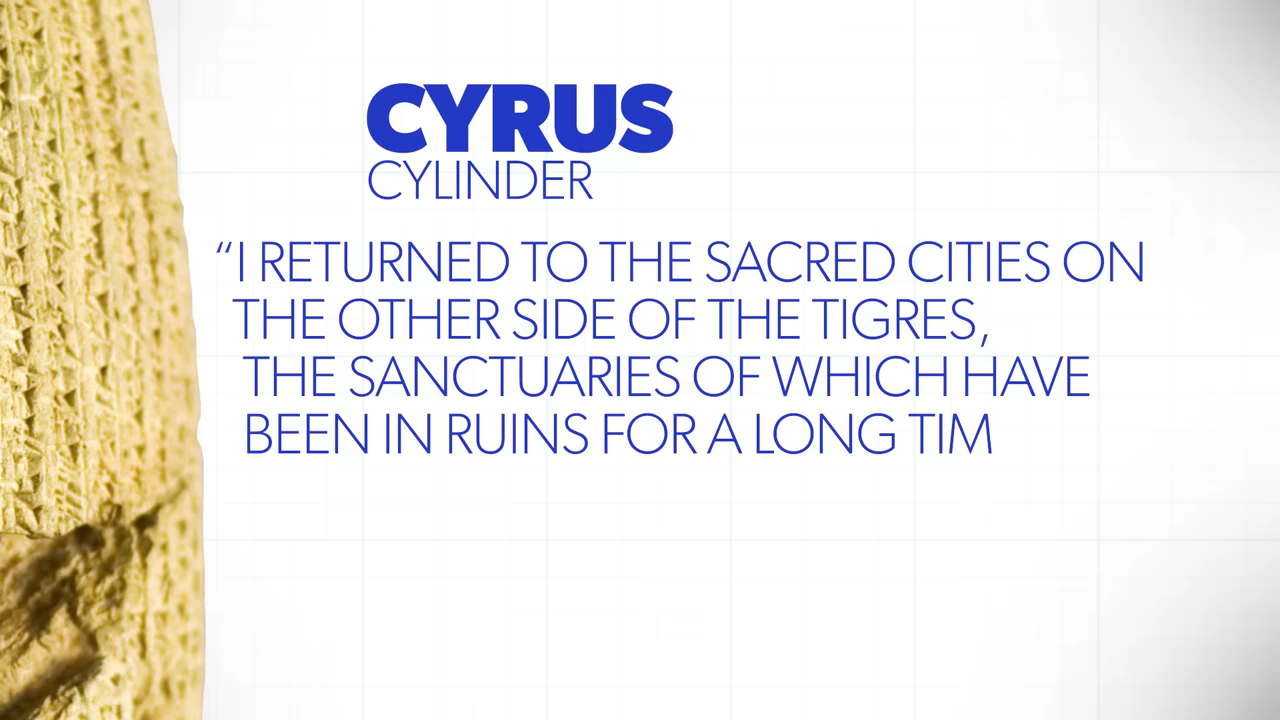 CYRUS
CYLINDER
“I RETURNED TO THE SACRED CITIES ON
THE OTHER SIDE OF THE TIGRES,
THE SANCTUARIES OF WHICH HAVE
BEEN IN RUINS FOR A LONG TIM